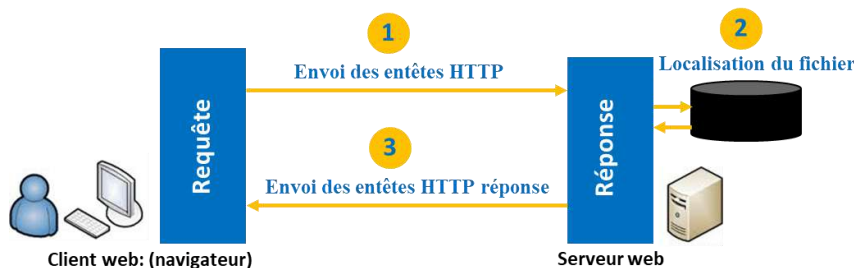 1
Envoi des entêtes HTTP
2
Localisation du fichier
Requête
Réponse
3
Envoi des entêtes HTTP réponse
Client web: (navigateur)
Serveur web